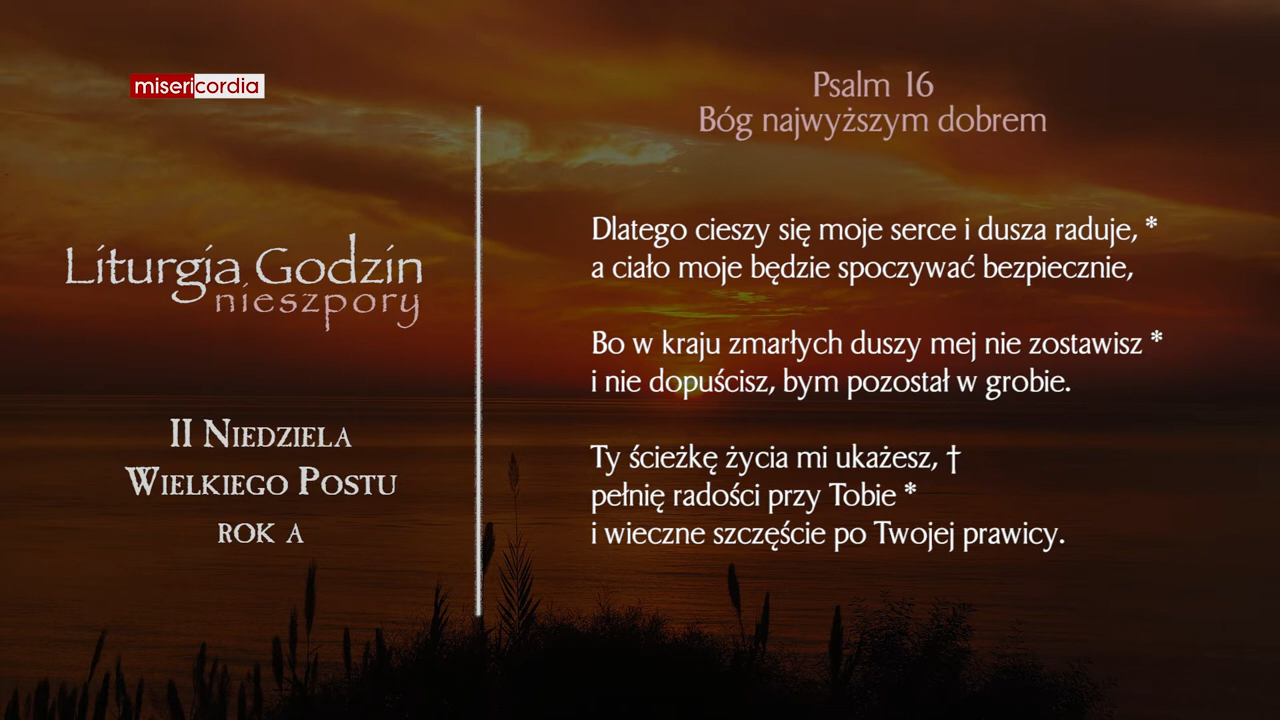 misericordia
Liturgia Godzin
nieszpory
II Niedziela
Wielkiego Postu
rok A
Psalm 16
Bóg najwyższym dobrem
Dlatego cieszy się moje serce i dusza raduje, *
a ciało moje będzie spoczywać bezpiecznie,
Bo w kraju zmarłych duszy mej nie zostawisz *
i nie dopuścisz, bym pozostał w grobie.
Ty ścieżkę życia mi ukażesz, †
pełnię radości przy Tobie *
i wieczne szczęście po Twojej prawicy.